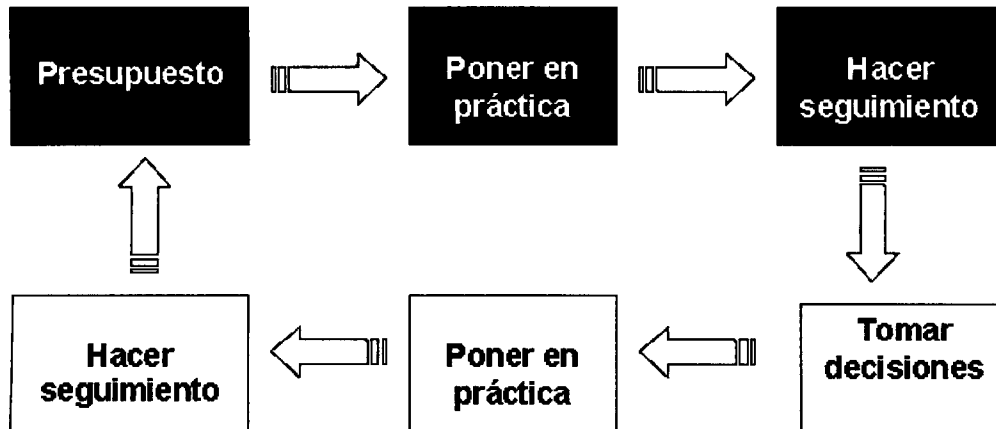 Presupuesto
Poner en
práctica
Hacer
seguimiento
Tomar
decisiones
Poner en
práctica
Hacer
seguimiento